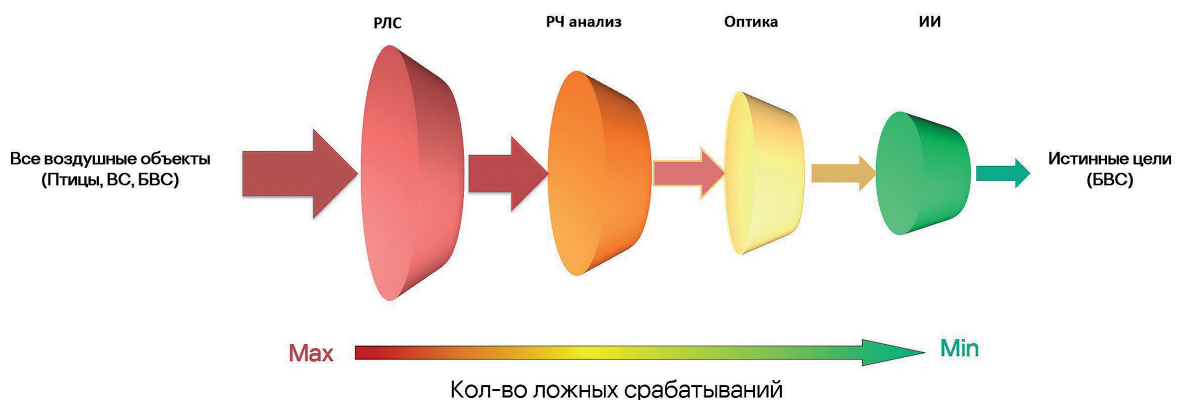 РЛС
РЧ анализ
Оптика
ИИ
Все воздушные объекты
(Птицы, ВС, БВС)
Истинные цели
(БВС)
Max
Min
Кол-во ложных срабатываний